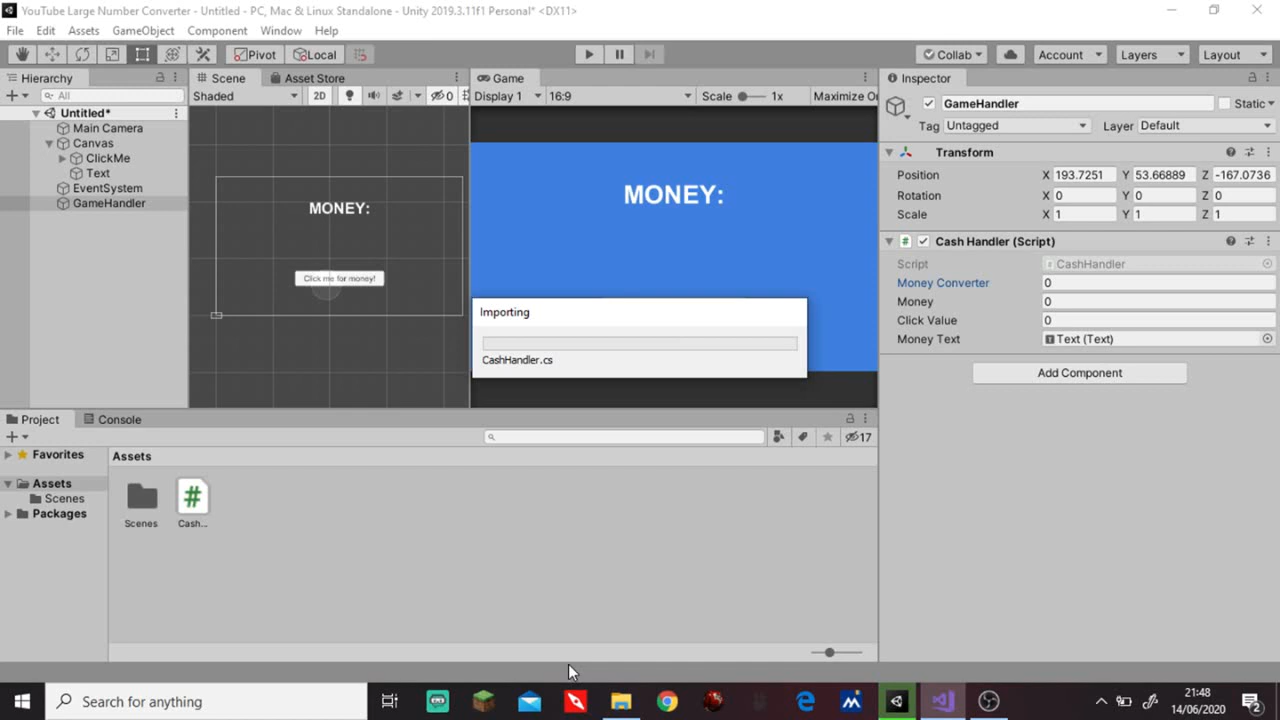 YouTube Large Number Converter - Untitled - PC, Mac & Linux Standalone - Unity 2019.3.11f1 Personal* <DX11>
File Edit Assets GameObject Component Window Help
Pivot Local Collab Account Layers Layout
Hierarchy
All
Untitled*
Main Camera
Canvas
ClickMe
Text
EventSystem
GameHandler
Scene Asset Store
Shaded 2D 0
MONEY:
Click me for money!
Game
Display 1 16:9 Scale 1x Maximize On
MONEY:
Importing
CashHandler.cs
Inspector
GameHandler Static
Tag Untagged Layer Default
Transform
Position X 193.7251 Y 53.66889 Z -167.0736
Rotation X 0 Y 0 Z 0
Scale X 1 Y 1 Z 1
# Cash Handler (Script)
Script CashHandler
Money Converter 0
Money 0
Click Value 0
Money Text Text (Text)
Add Component
Project Console
17
Favorites
Assets
Scenes
Packages
Assets
Scenes Cash...
Search for anything
21:48
14/06/2020
2